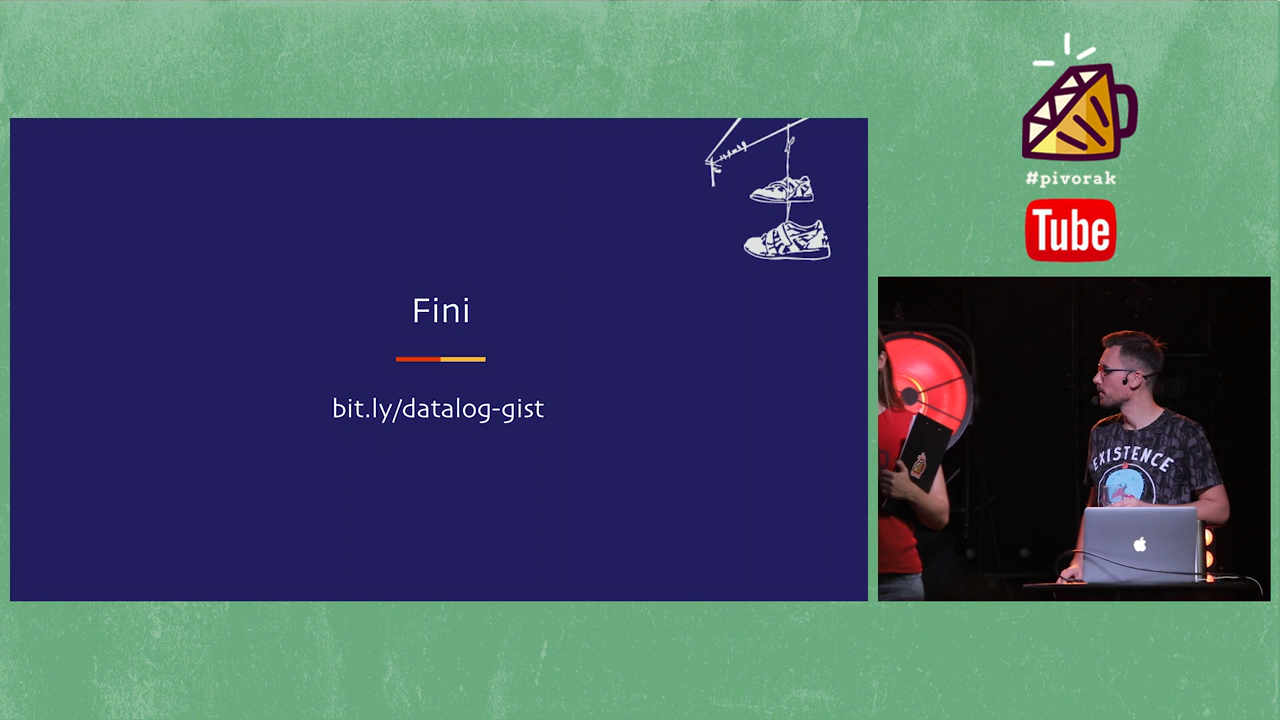 Fini
bit.ly/datalog-gist
#pivorak
Tube
EXISTENCE